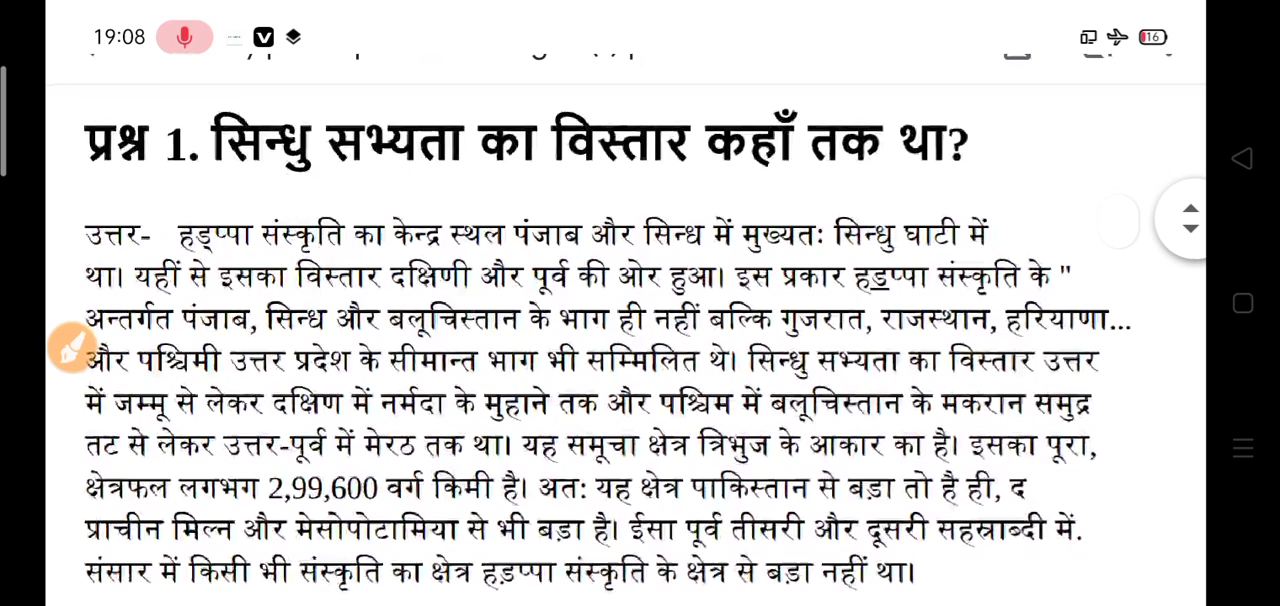 19:08
16
प्रश्न 1. सिन्धु सभ्यता का विस्तार कहाँ तक था?
उत्तर- हड्प्पा संस्कृति का केन्द्र स्थल पंजाब और सिन्ध में मुख्यतः सिन्धु घाटी में
था। यहीं से इसका विस्तार दक्षिणी और पूर्व की ओर हुआ। इस प्रकार हडप्पा संस्कृति के "
अन्तर्गत पंजाब, सिन्ध और बलूचिस्तान के भाग ही नहीं बल्कि गुजरात, राजस्थान, हरियाणा...
और पश्चिमी उत्तर प्रदेश के सीमान्त भाग भी सम्मिलित थे। सिन्धु सभ्यता का विस्तार उत्तर
में जम्मू से लेकर दक्षिण में नर्मदा के मुहाने तक और पश्चिम में बलूचिस्तान के मकरान समुद्र
तट से लेकर उत्तर-पूर्व में मेरठ तक था। यह समूचा क्षेत्र त्रिभुज के आकार का है। इसका पूरा,
क्षेत्रफल लगभग 2,99,600 वर्ग किमी है। अत: यह क्षेत्र पाकिस्तान से बड़ा तो है ही, द
प्राचीन मिल्न और मेसोपोटामिया से भी बड़ा है। ईसा पूर्व तीसरी और दूसरी सहस्राब्दी में.
संसार में किसी भी संस्कृति का क्षेत्र हड़प्पा संस्कृति के क्षेत्र से बड़ा नहीं था।